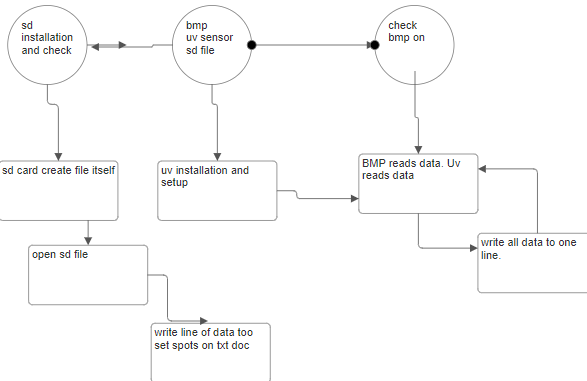 sd
installation
and check
bmp
uv sensor
sd file
check
bmp on
sd card create file itself
uv installation and
setup
BMP reads data. Uv
reads data
open sd file
write all data to one
line.
write line of data too
set spots on txt doc